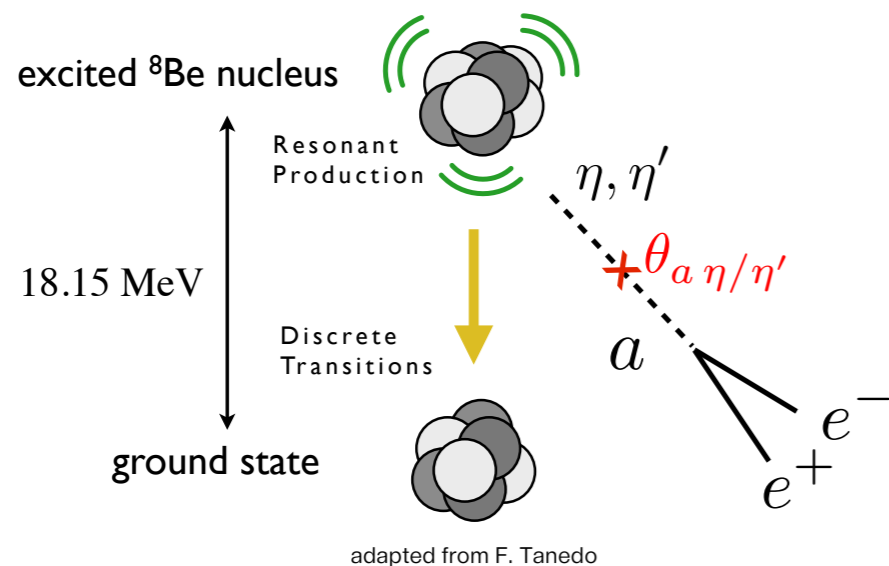 excited ⁸Be nucleus
Resonant
Production
η, η′
18.15 MeV
θ_{a η/η′}
Discrete
Transitions
a
e⁻
ground state
e⁺
adapted from F. Tanedo